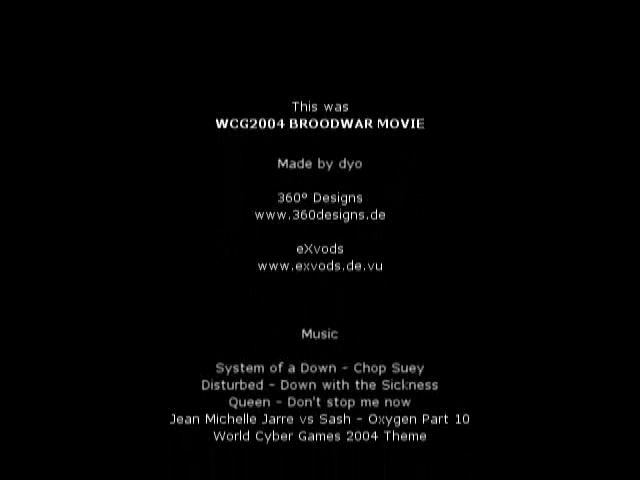 This was
WCG2004 BROODWAR MOVIE
Made by dyo
360° Designs
www.360designs.de
eXvods
www.exvods.de.vu
Music
System of a Down - Chop Suey
Disturbed - Down with the Sickness
Queen - Don't stop me now
Jean Michelle Jarre vs Sash - Oxygen Part 10
World Cyber Games 2004 Theme